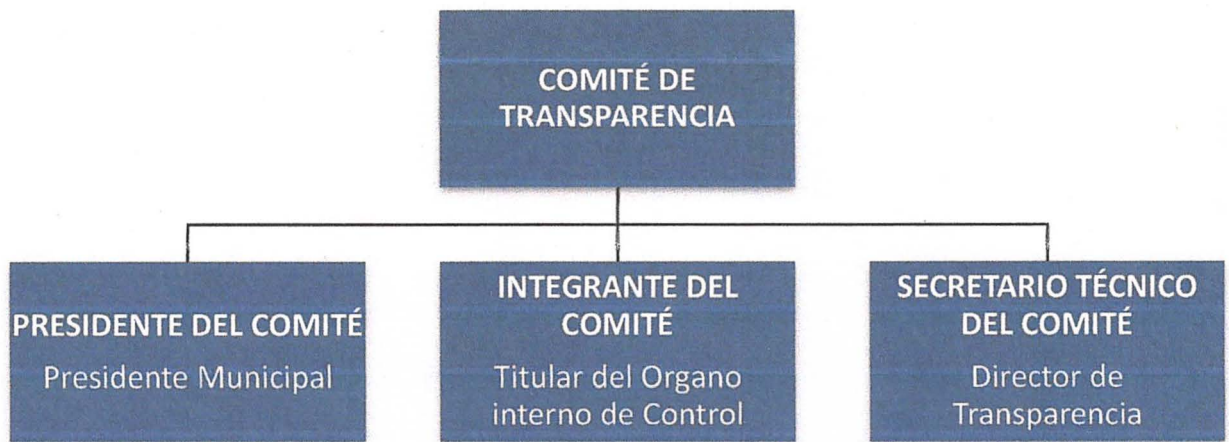 COMITÉ DE
TRANSPARENCIA
PRESIDENTE DEL COMITÉ
Presidente Municipal
INTEGRANTE DEL
COMITÉ
Titular del Organo
interno de Control
SECRETARIO TÉCNICO
DEL COMITÉ
Director de
Transparencia